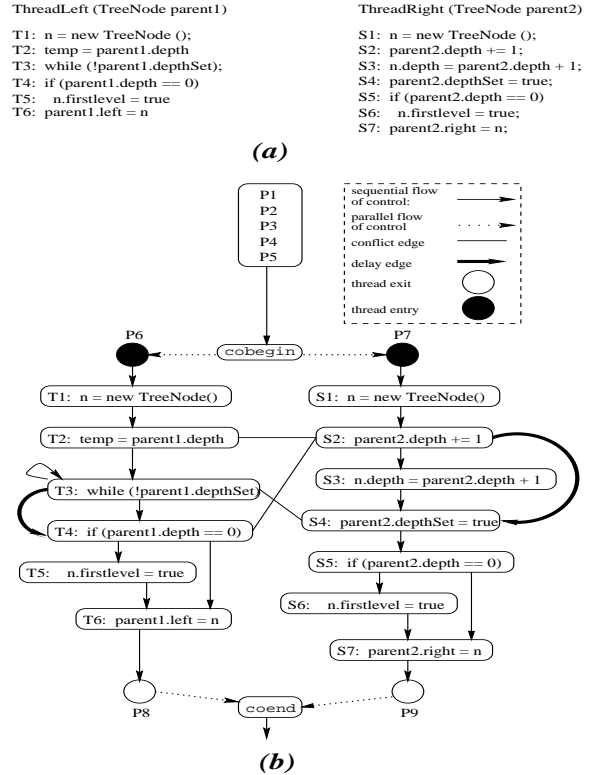 ThreadLeft (TreeNode parent1)
T1: n = new TreeNode ();
T2: temp = parent1.depth
T3: while (!parent1.depthSet);
T4: if (parent1.depth == 0)
T5: n.firstlevel = true
T6: parent1.left = n
ThreadRight (TreeNode parent2)
S1: n = new TreeNode ();
S2: parent2.depth += 1;
S3: n.depth = parent2.depth + 1;
S4: parent2.depthSet = true;
S5: if (parent2.depth == 0)
S6: n.firstlevel = true;
S7: parent2.right = n;
(a)
P1
P2
P3
P4
P5
sequential flow
of control:
parallel flow
of control
conflict edge
delay edge
thread exit
thread entry
P6
P7
cobegin
T1: n = new TreeNode()
T2: temp = parent1.depth
T3: while (!parent1.depthSet)
T4: if (parent1.depth == 0)
T5: n.firstlevel = true
T6: parent1.left = n
S1: n = new TreeNode()
S2: parent2.depth += 1
S3: n.depth = parent2.depth + 1
S4: parent2.depthSet = true
S5: if (parent2.depth == 0)
S6: n.firstlevel = true
S7: parent2.right = n
P8
coend
P9
(b)